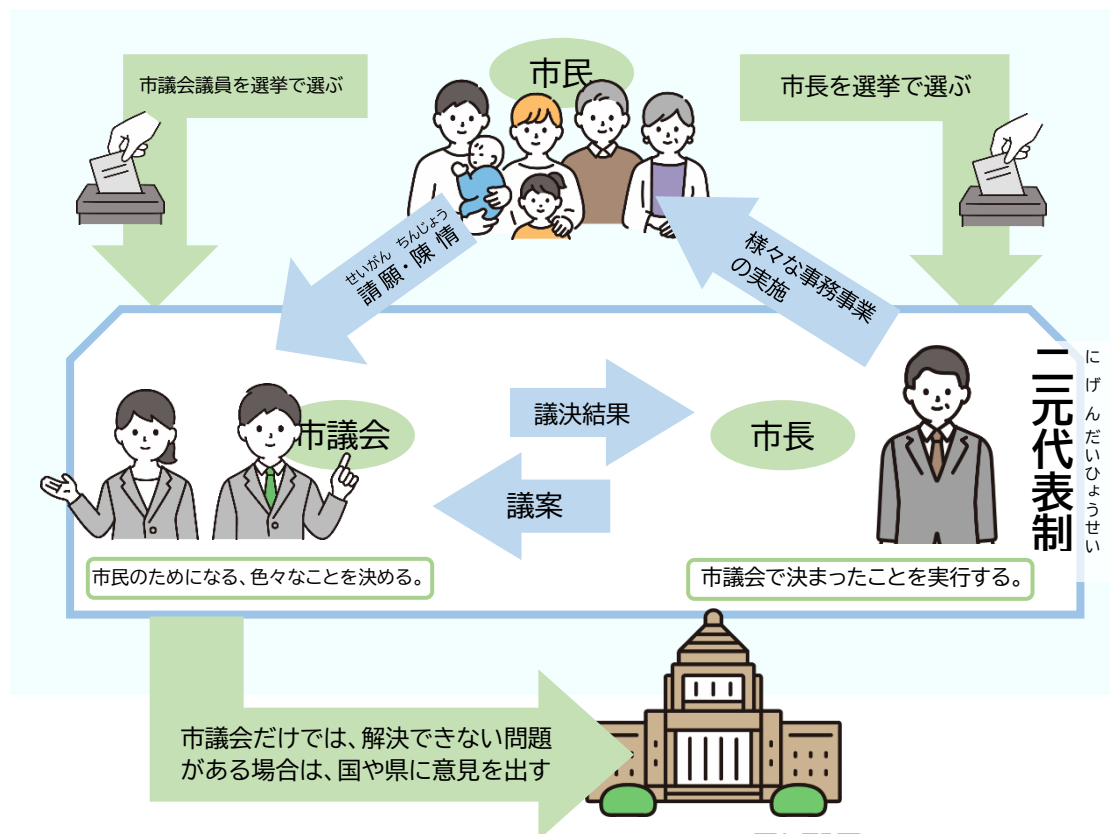 市民
市議会議員を選挙で選ぶ
市長を選挙で選ぶ
せいがん ちんじょう
請願・陳情
様々な事務事業
の実施
市議会
議決結果
議案
市長
二元代表制
にげんだいひょうせい
市民のためになる、色々なことを決める。
市議会で決まったことを実行する。
市議会だけでは、解決できない問題
がある場合は、国や県に意見を出す